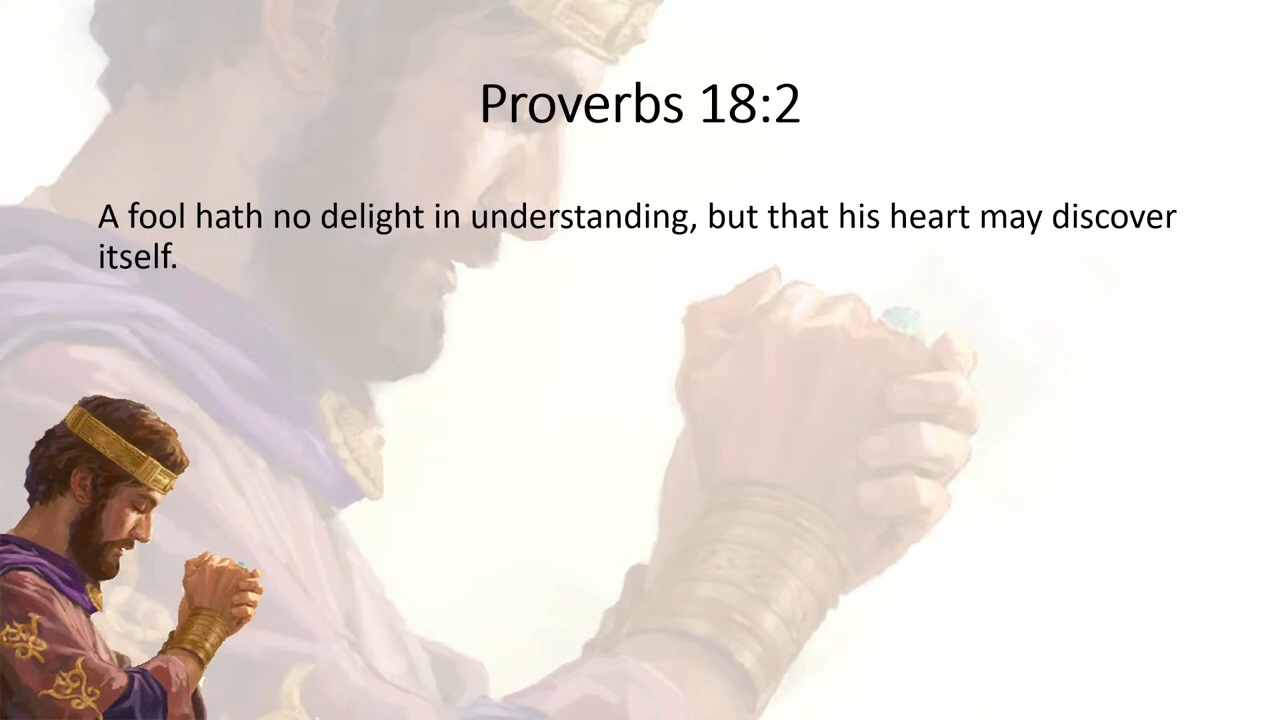 Proverbs 18:2
A fool hath no delight in understanding, but that his heart may discover
itself.